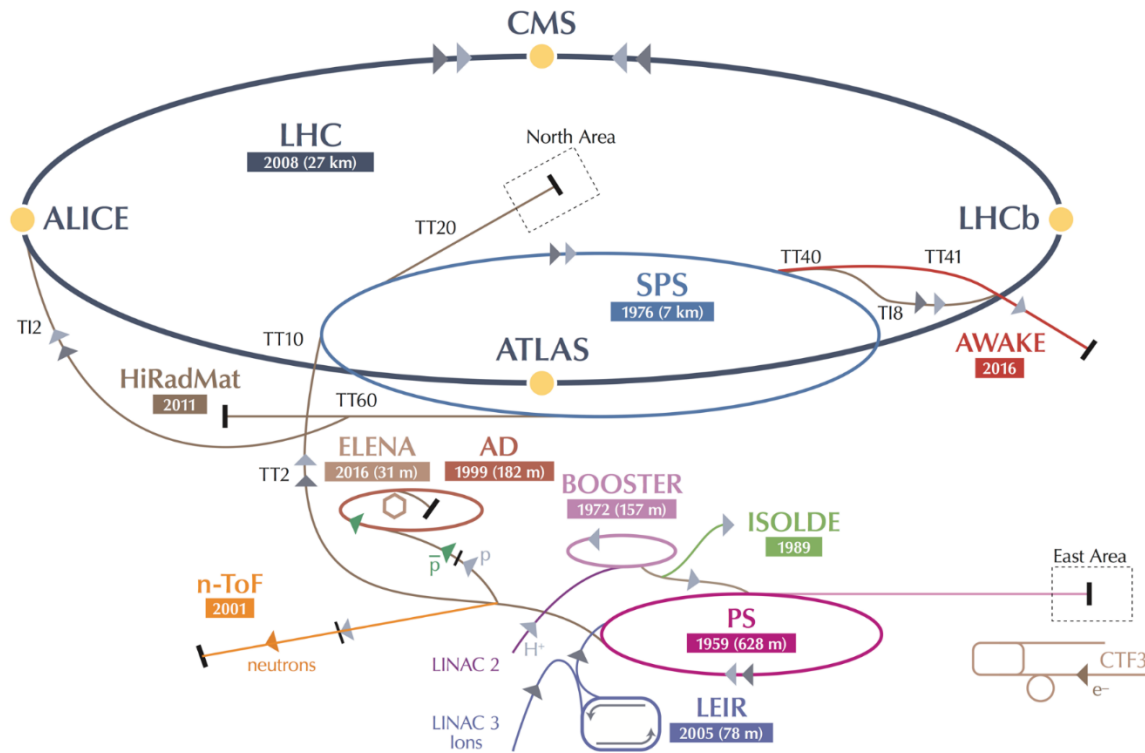 CMS
LHC
2008 (27 km)
North Area
ALICE
LHCb
TT20
TT40
TT41
SPS
1976 (7 km)
TI2
TT10
TI8
ATLAS
AWAKE
2016
HiRadMat
2011
TT60
ELENA
2016 (31 m)
AD
1999 (182 m)
TT2
BOOSTER
1972 (157 m)
ISOLDE
1989
p̅
p
East Area
n-ToF
2001
PS
1959 (628 m)
neutrons
LINAC 2
H⁺
CTF3
e⁻
LEIR
2005 (78 m)
LINAC 3
Ions